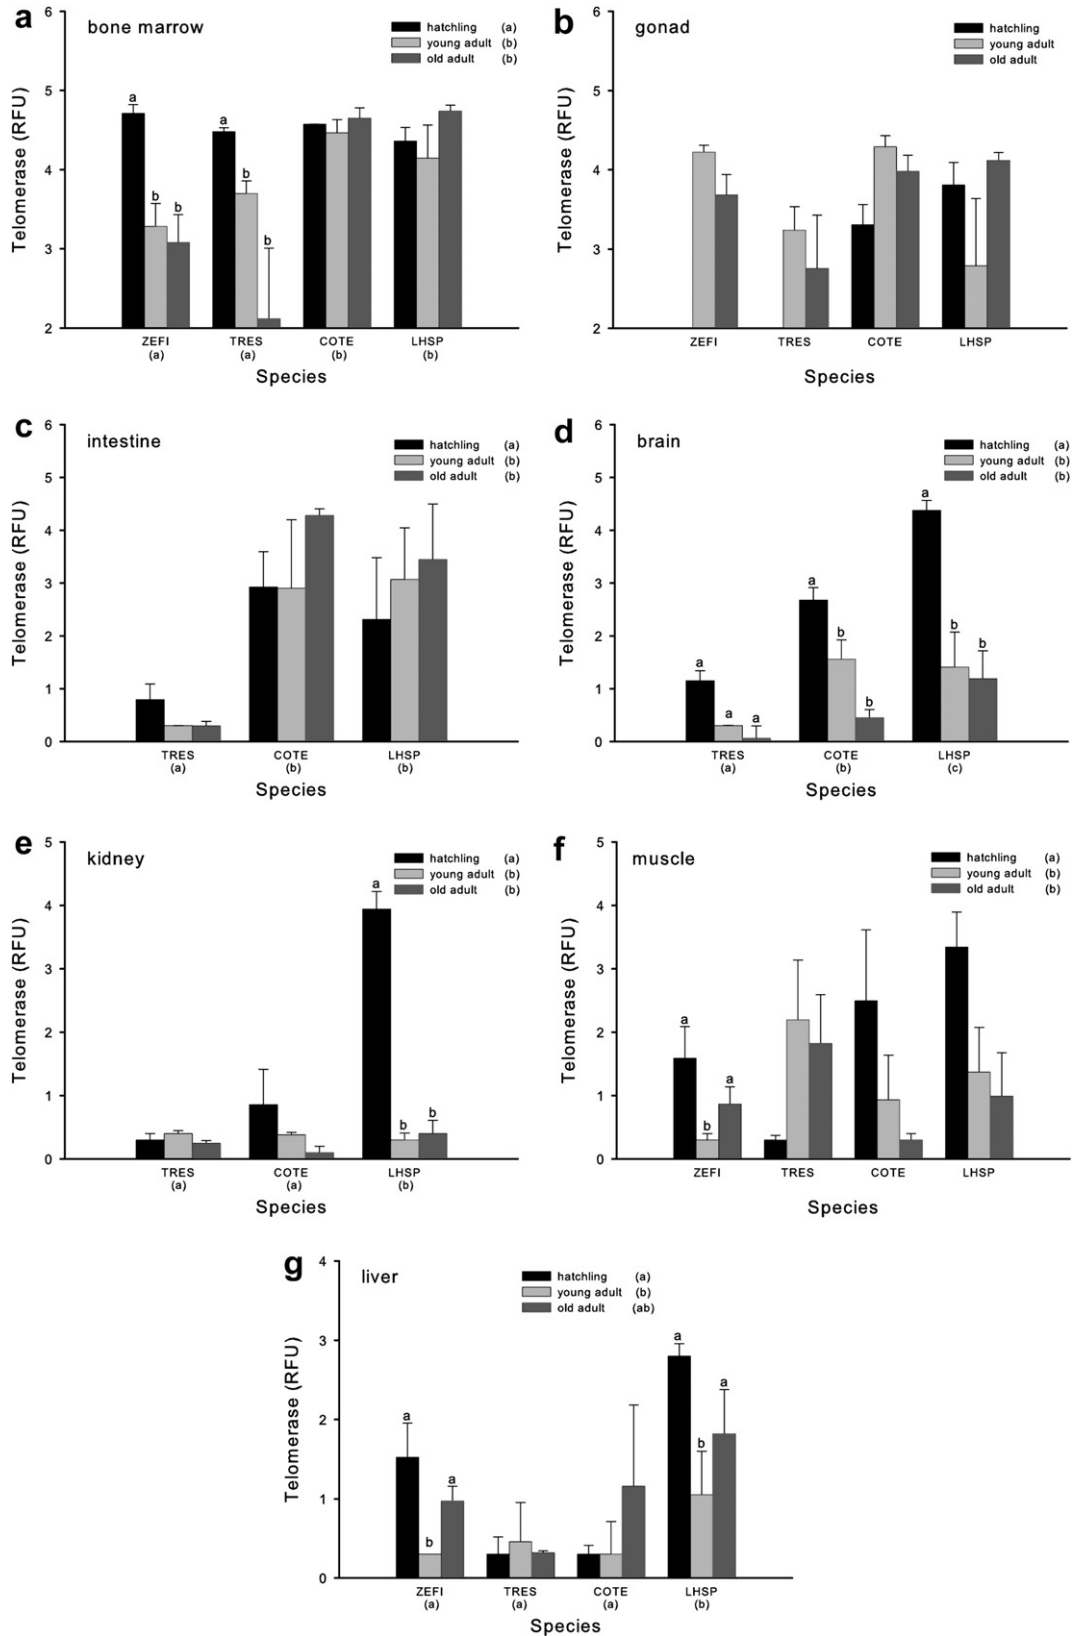 a bone marrow
hatchling (a)
young adult (b)
old adult (b)
Telomerase (RFU)
6
5
4
3
2
a
b
b
a
b
b
ZEFI TRES COTE LHSP
(a) (a) (b) (b)
Species
b gonad
hatchling
young adult
old adult
Telomerase (RFU)
6
5
4
3
2
ZEFI TRES COTE LHSP
Species
c intestine
hatchling (a)
young adult (b)
old adult (b)
Telomerase (RFU)
6
5
4
3
2
1
0
TRES COTE LHSP
(a) (b) (b)
Species
d brain
hatchling (a)
young adult (b)
old adult (b)
Telomerase (RFU)
6
5
4
3
2
1
0
a
a
a
a
b
b
a
b
b
TRES COTE LHSP
(a) (b) (c)
Species
e kidney
hatchling (a)
young adult (b)
old adult (b)
Telomerase (RFU)
5
4
3
2
1
0
a
b
b
TRES COTE LHSP
(a) (a) (b)
Species
f muscle
hatchling (a)
young adult (b)
old adult (b)
Telomerase (RFU)
5
4
3
2
1
0
a
b
a
ZEFI TRES COTE LHSP
Species
g liver
hatchling (a)
young adult (b)
old adult (ab)
Telomerase (RFU)
4
3
2
1
0
a
b
a
a
b
a
ZEFI TRES COTE LHSP
(a) (a) (a) (b)
Species